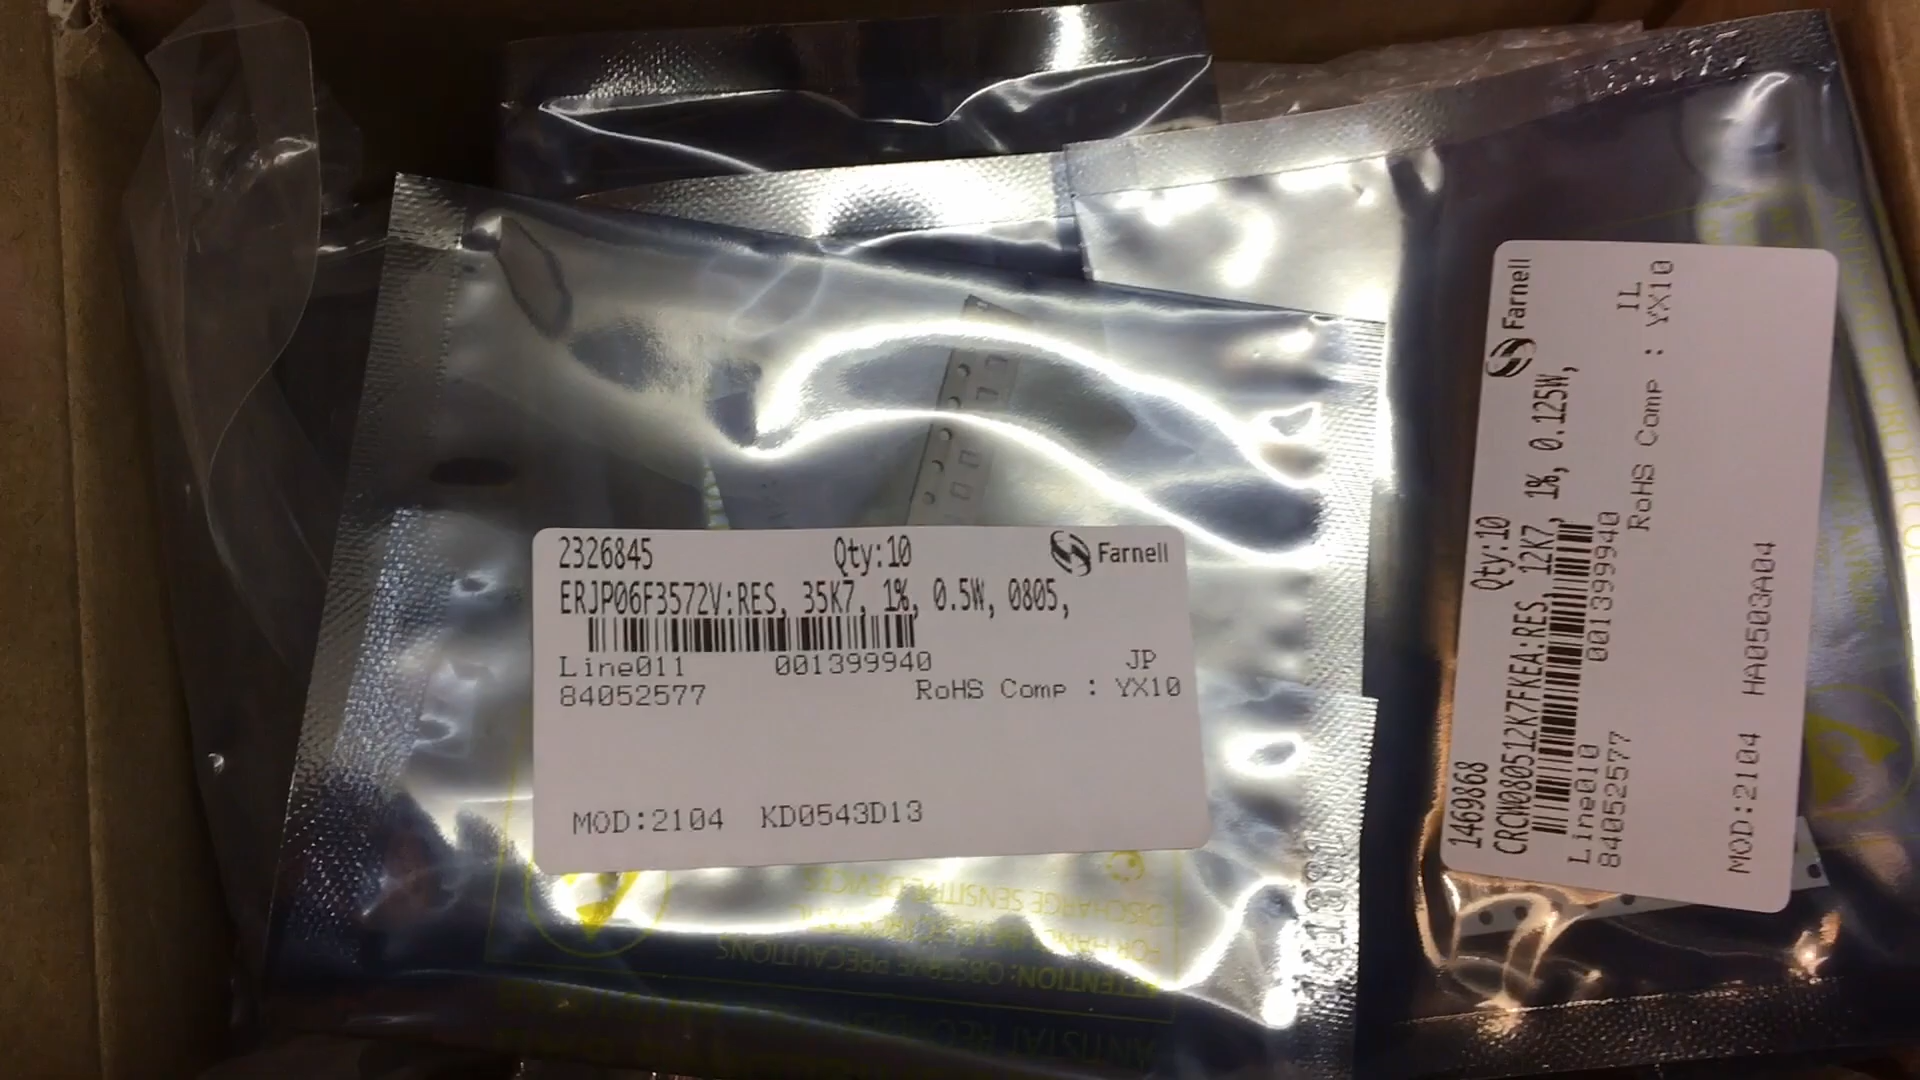 2326845 Qty:10 Farnell
ERJP06F3572V:RES, 35K7, 1%, 0.5W, 0805,
Line011 001399940 JP
84052577 RoHS Comp : YX10
MOD:2104 KD0543D13
1469868 Qty:10 Farnell
CRCW080512K7FKEA:RES, 12K7, 1%, 0.125W,
Line010 001399940 IL
84052577 RoHS Comp : YX10
MOD:2104 HA0503A04
ATTENTION: OBSERVE PRECAUTIONS
FOR HANDLING
DISCHARGE SENSITIVE DEVICES